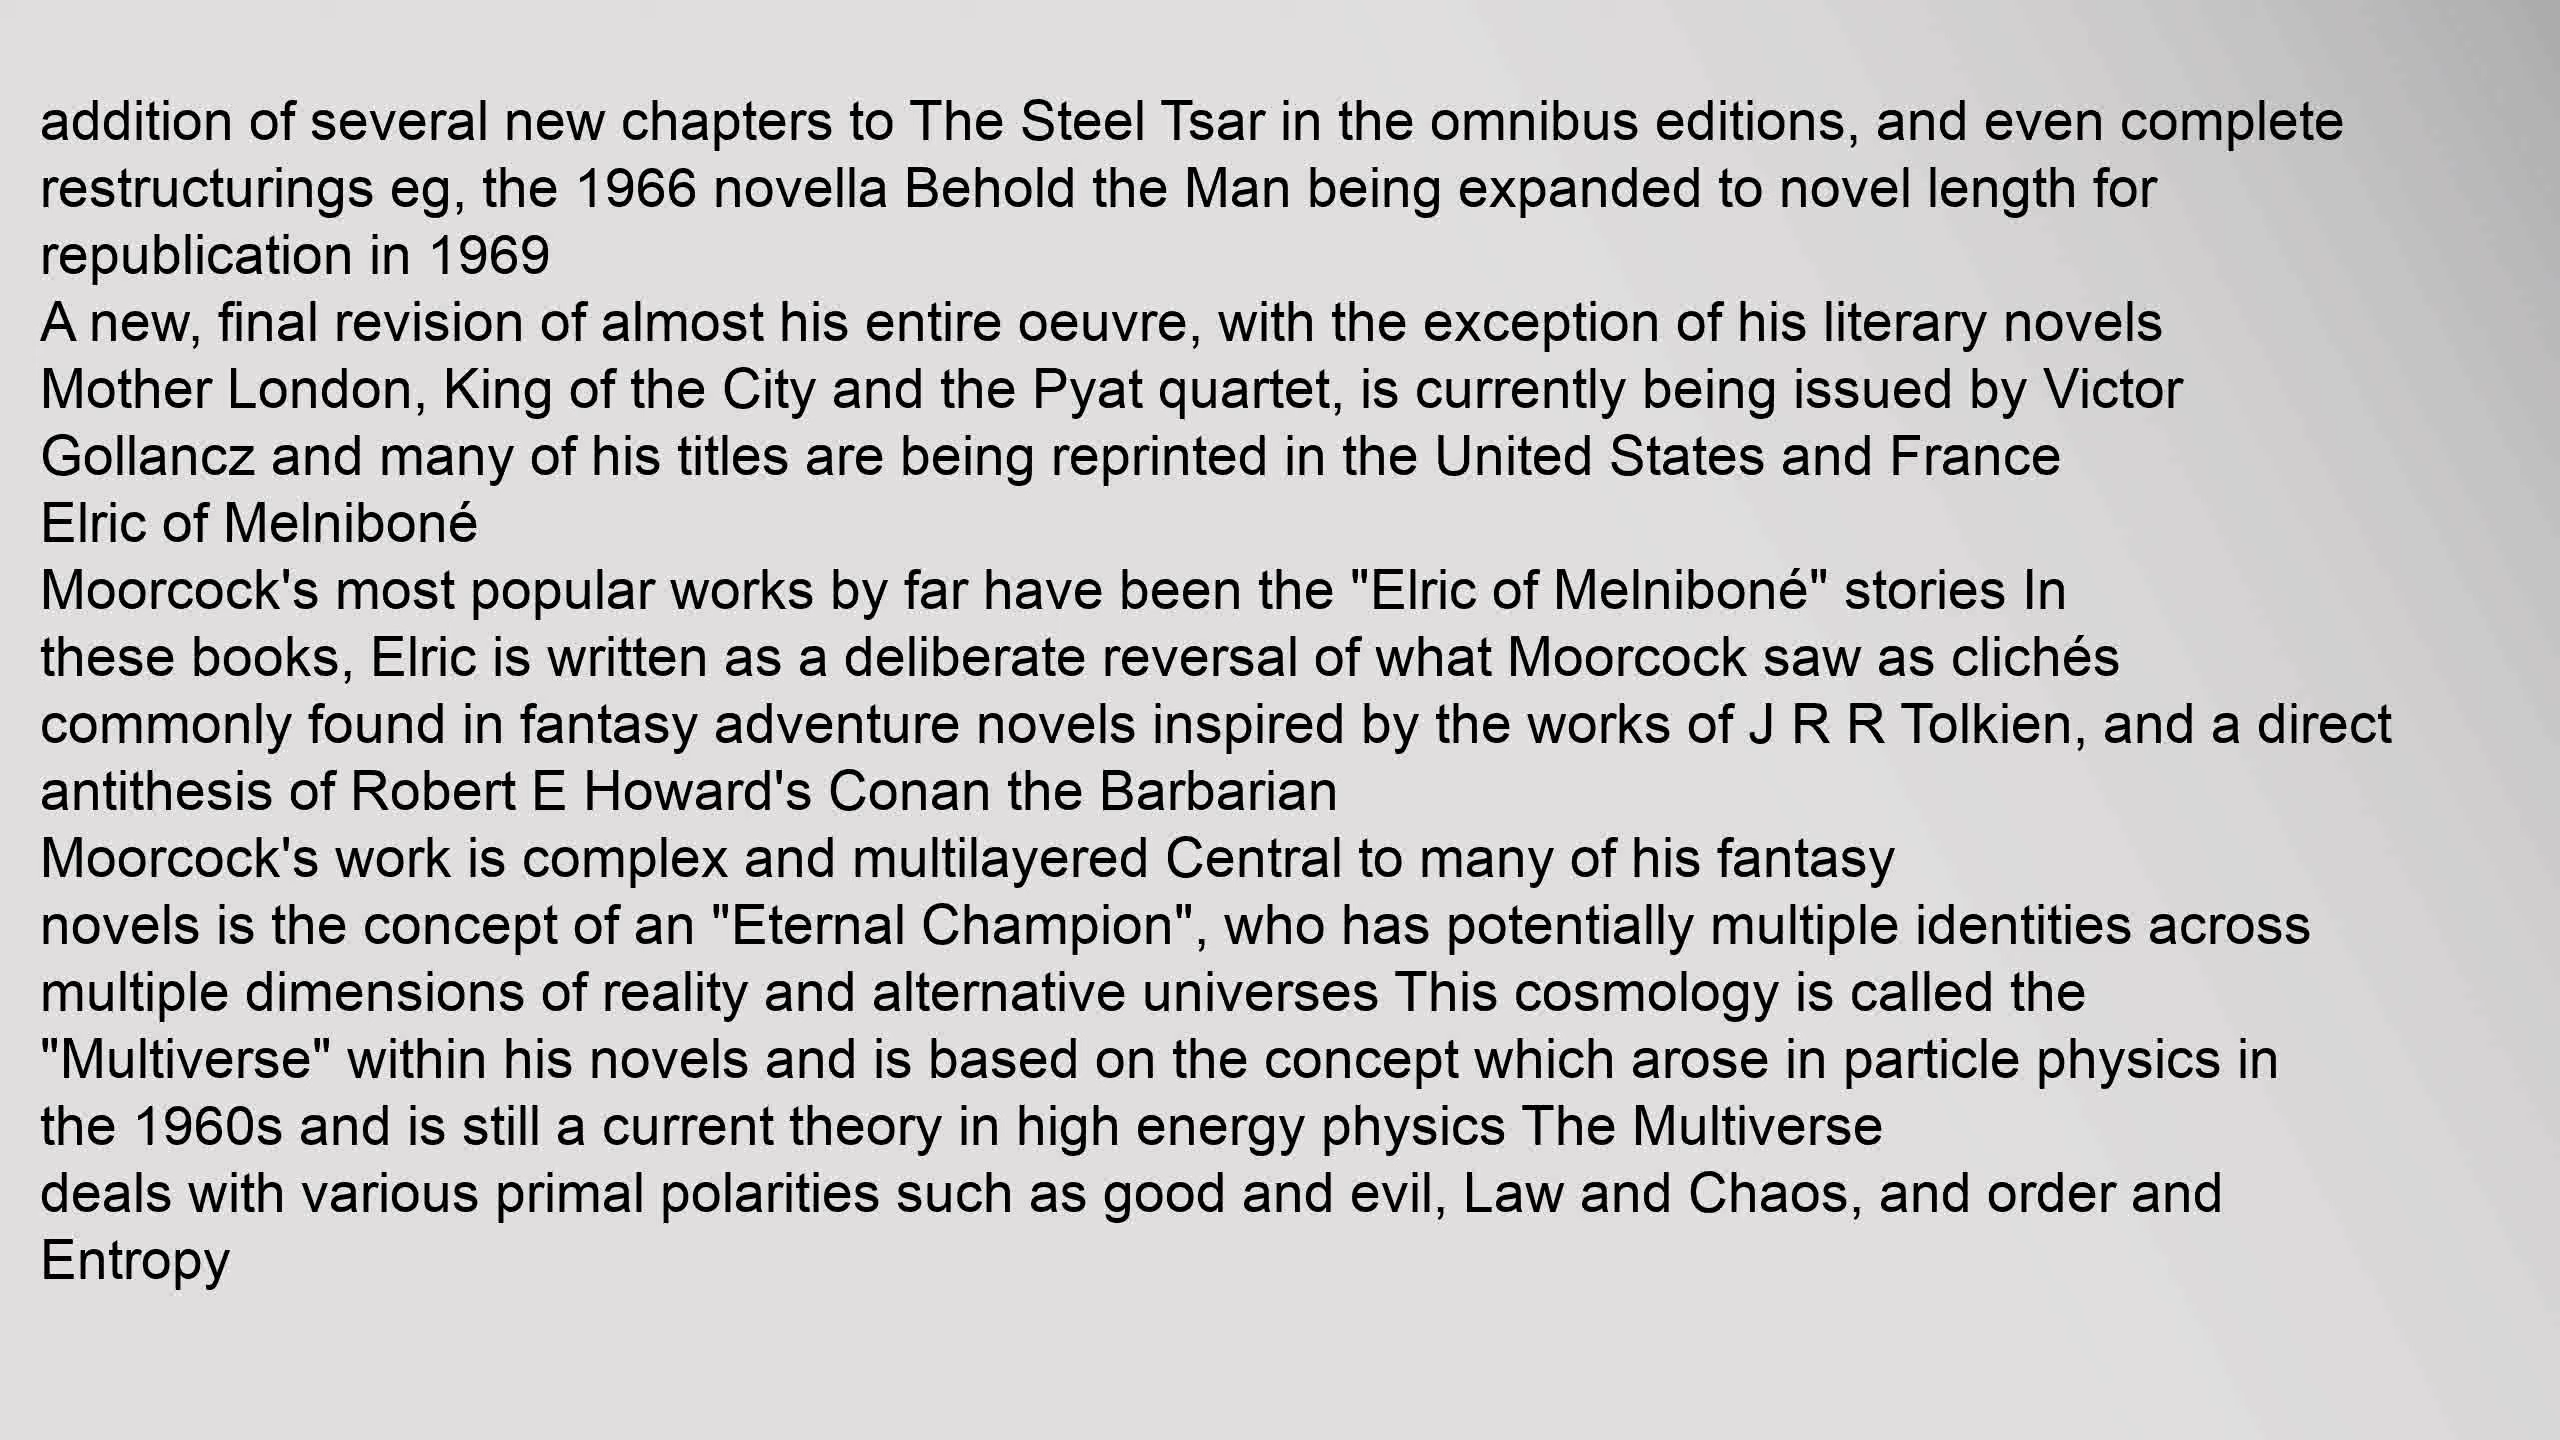 addition of several new chapters to The Steel Tsar in the omnibus editions, and even complete
restructurings eg, the 1966 novella Behold the Man being expanded to novel length for
republication in 1969
A new, final revision of almost his entire oeuvre, with the exception of his literary novels
Mother London, King of the City and the Pyat quartet, is currently being issued by Victor
Gollancz and many of his titles are being reprinted in the United States and France
Elric of Melniboné
Moorcock's most popular works by far have been the "Elric of Melniboné" stories In
these books, Elric is written as a deliberate reversal of what Moorcock saw as clichés
commonly found in fantasy adventure novels inspired by the works of J R R Tolkien, and a direct
antithesis of Robert E Howard's Conan the Barbarian
Moorcock's work is complex and multilayered Central to many of his fantasy
novels is the concept of an "Eternal Champion", who has potentially multiple identities across
multiple dimensions of reality and alternative universes This cosmology is called the
"Multiverse" within his novels and is based on the concept which arose in particle physics in
the 1960s and is still a current theory in high energy physics The Multiverse
deals with various primal polarities such as good and evil, Law and Chaos, and order and
Entropy